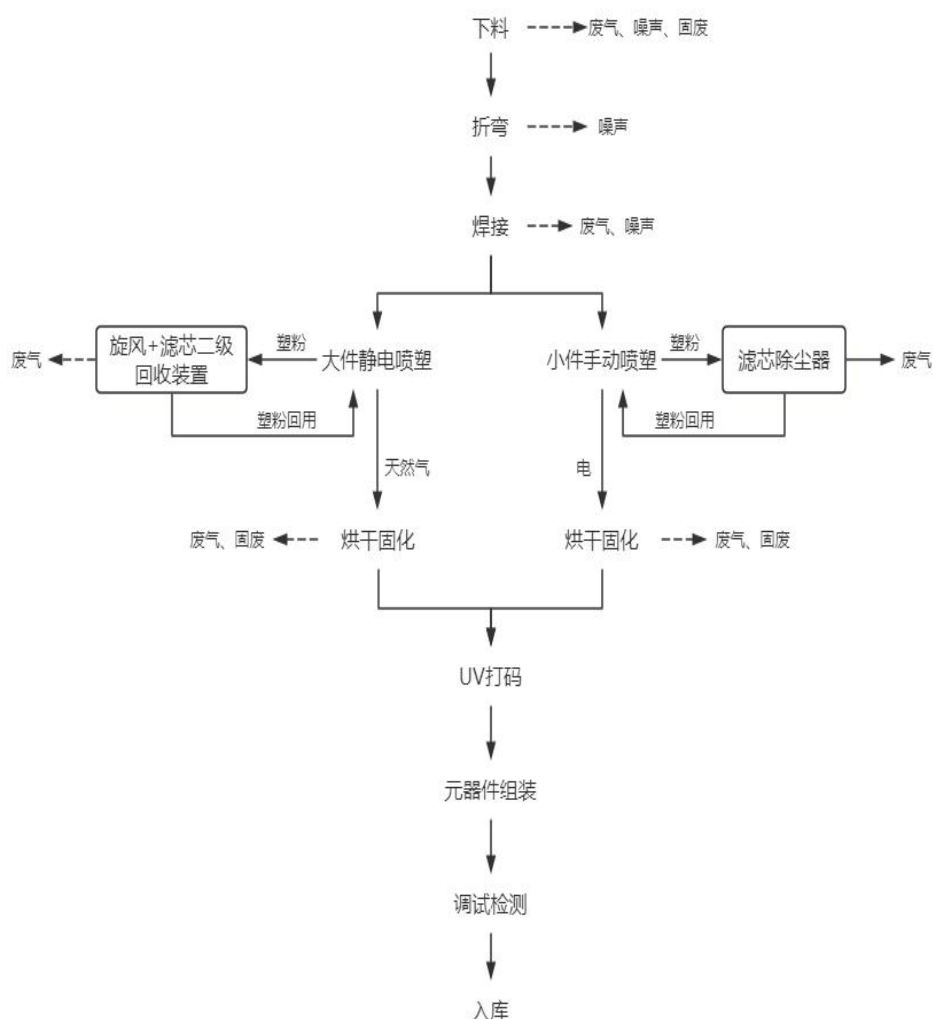 下料
废气、噪声、固废
折弯
噪声
焊接
废气、噪声
废气
旋风+滤芯二级
回收装置
塑粉
大件静电喷塑
小件手动喷塑
塑粉
滤芯除尘器
废气
塑粉回用
塑粉回用
天然气
电
废气、固废
烘干固化
烘干固化
废气、固废
UV打码
元器件组装
调试检测
入库